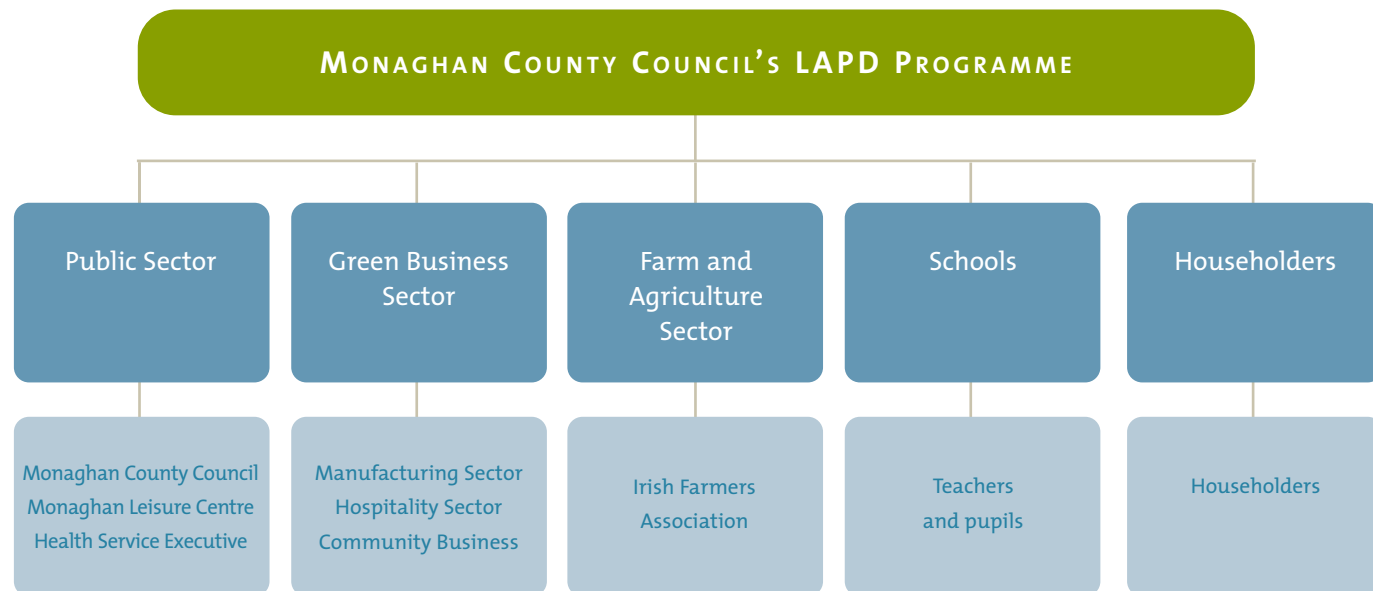 MONAGHAN COUNTY COUNCIL'S LAPD PROGRAMME
Public Sector
Green Business
Sector
Farm and
Agriculture
Sector
Schools
Householders
Monaghan County Council
Monaghan Leisure Centre
Health Service Executive
Manufacturing Sector
Hospitality Sector
Community Business
Irish Farmers
Association
Teachers
and pupils
Householders